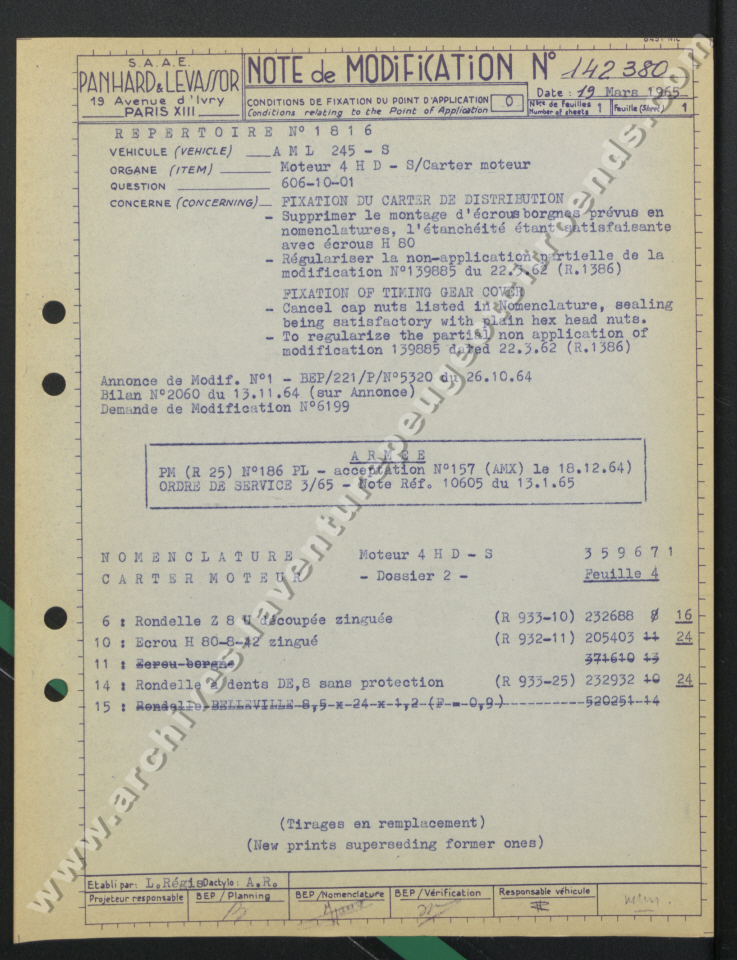 S.A.A.E.
PANHARD & LEVASSOR
19 Avenue d'Ivry
PARIS XIII
NOTE de MODIFICATION N° 142380
CONDITIONS DE FIXATION DU POINT D'APPLICATION 0
Conditions relating to the Point of Application
Date : 19 Mars 1965
Nbre de feuilles 1
Number of sheets
Feuille (Sheet) 1
REPERTOIRE N° 1816
VEHICULE (VEHICLE) AML 245 - S
ORGANE (ITEM) Moteur 4 H D - S/Carter moteur
QUESTION 606-10-01
CONCERNE (CONCERNING) FIXATION DU CARTER DE DISTRIBUTION
- Supprimer le montage d'écrous borgnes prévus en
nomenclatures, l'étanchéité étant satisfaisante
avec écrous H 80
- Régulariser la non-application partielle de la
modification N°139885 du 22.3.62 (R.1386)
FIXATION OF TIMING GEAR COVER
- Cancel cap nuts listed in Nomenclature, sealing
being satisfactory with plain hex head nuts.
- To regularize the partial non application of
modification 139885 dated 22.3.62 (R.1386)
Annonce de Modif. N°1 - BEP/221/P/N°5320 du 26.10.64
Bilan N°2060 du 13.11.64 (sur Annonce)
Demande de Modification N°6199
ARMEE
PM (R 25) N°186 PL - acceptation N°157 (AMX) le 18.12.64)
ORDRE DE SERVICE 3/65 - Note Réf. 10605 du 13.1.65
NOMENCLATURE Moteur 4 H D - S 359671
CARTER MOTEUR - Dossier 2 - Feuille 4
6 : Rondelle Z 8 U découpée zinguée (R 933-10) 232688 8 16
10 : Ecrou H 80-8-42 zingué (R 932-11) 205403 11 24
11 : Ecrou borgne 371610 13
14 : Rondelle à dents DE,8 sans protection (R 933-25) 232932 10 24
15 : Rondelle BELLEVILLE 8,5 x 24 x 1,2 (F = 0,9) 520251 14
(Tirages en remplacement)
(New prints superseding former ones)
Etabli par: L.Régis Dactylo: A.R.
Projeteur responsable
BEP / Planning
BEP /Nomenclature
BEP /Vérification
Responsable véhicule
www.archives.laventurepeugeotcitroends.com